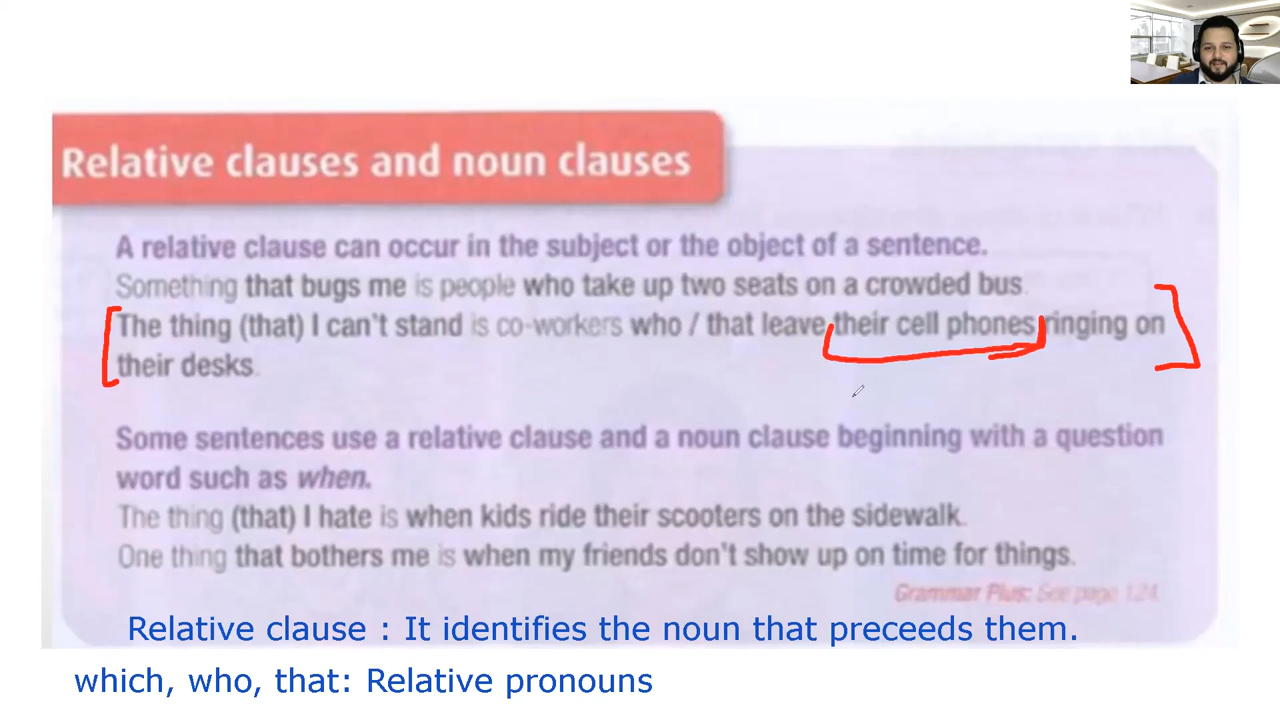 Relative clauses and noun clauses
A relative clause can occur in the subject or the object of a sentence.
Something that bugs me is people who take up two seats on a crowded bus.
The thing (that) I can't stand is co-workers who / that leave their cell phones ringing on
their desks.
Some sentences use a relative clause and a noun clause beginning with a question
word such as when.
The thing (that) I hate is when kids ride their scooters on the sidewalk.
One thing that bothers me is when my friends don't show up on time for things.
Grammar Plus: See page 124
Relative clause : It identifies the noun that preceeds them.
which, who, that: Relative pronouns